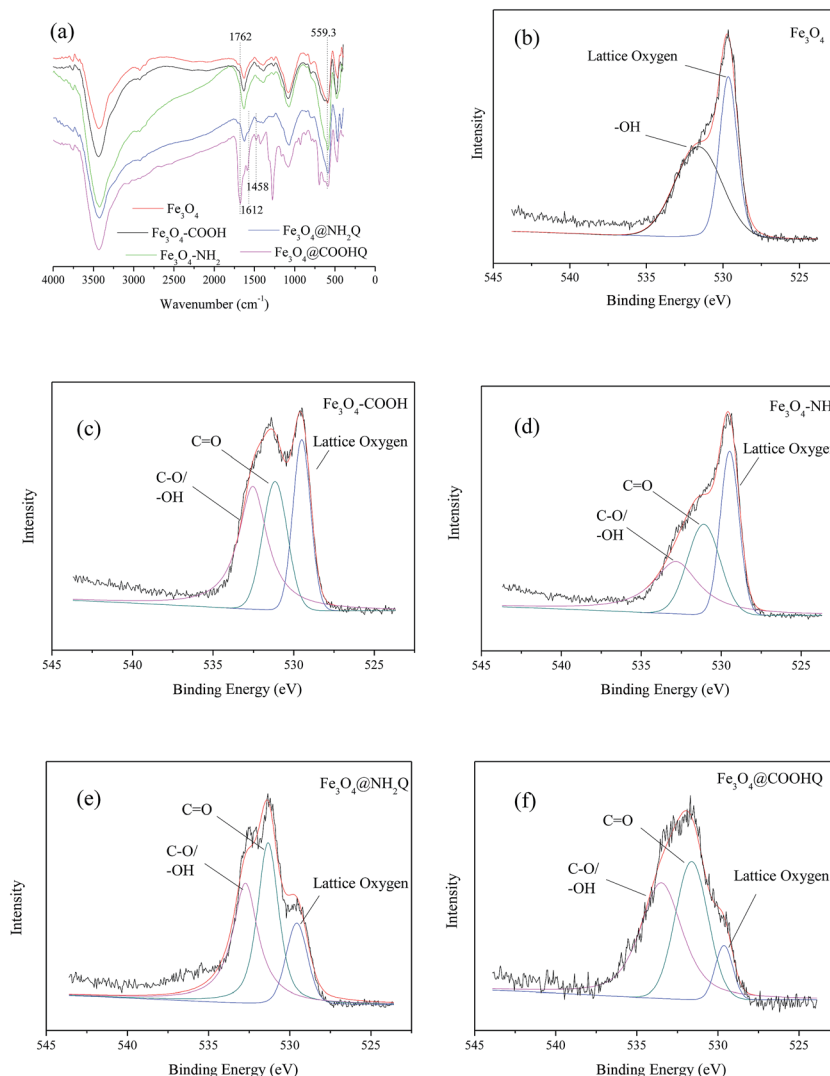 (a)
1762
559.3
1458
1612
Fe₃O₄
Fe₃O₄-COOH
Fe₃O₄-NH₂
Fe₃O₄@NH₂Q
Fe₃O₄@COOHQ
4000 3500 3000 2500 2000 1500 1000 500 0
Wavenumber (cm⁻¹)
(b)
Fe₃O₄
Lattice Oxygen
-OH
Intensity
545 540 535 530 525
Binding Energy (eV)
(c)
Fe₃O₄-COOH
C=O
Lattice Oxygen
C-O/
-OH
Intensity
545 540 535 530 525
Binding Energy (eV)
(d)
Fe₃O₄-NH
Lattice Oxygen
C=O
C-O/
-OH
Intensity
545 540 535 530 525
Binding Energy (eV)
(e)
Fe₃O₄@NH₂Q
C=O
C-O/
-OH
Lattice Oxygen
Intensity
545 540 535 530 525
Binding Energy (eV)
(f)
Fe₃O₄@COOHQ
C=O
C-O/
-OH
Lattice Oxygen
Intensity
545 540 535 530 525
Binding Energy (eV)